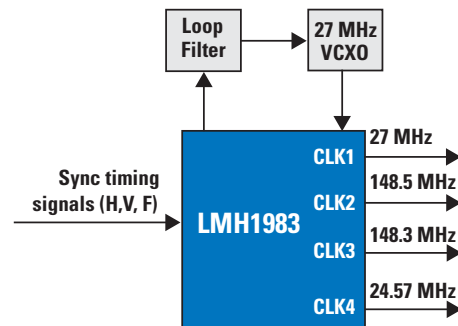 Loop
Filter
27 MHz
VCXO
Sync timing
signals (H,V, F)
LMH1983
CLK1
27 MHz
CLK2
148.5 MHz
CLK3
148.3 MHz
CLK4
24.57 MHz